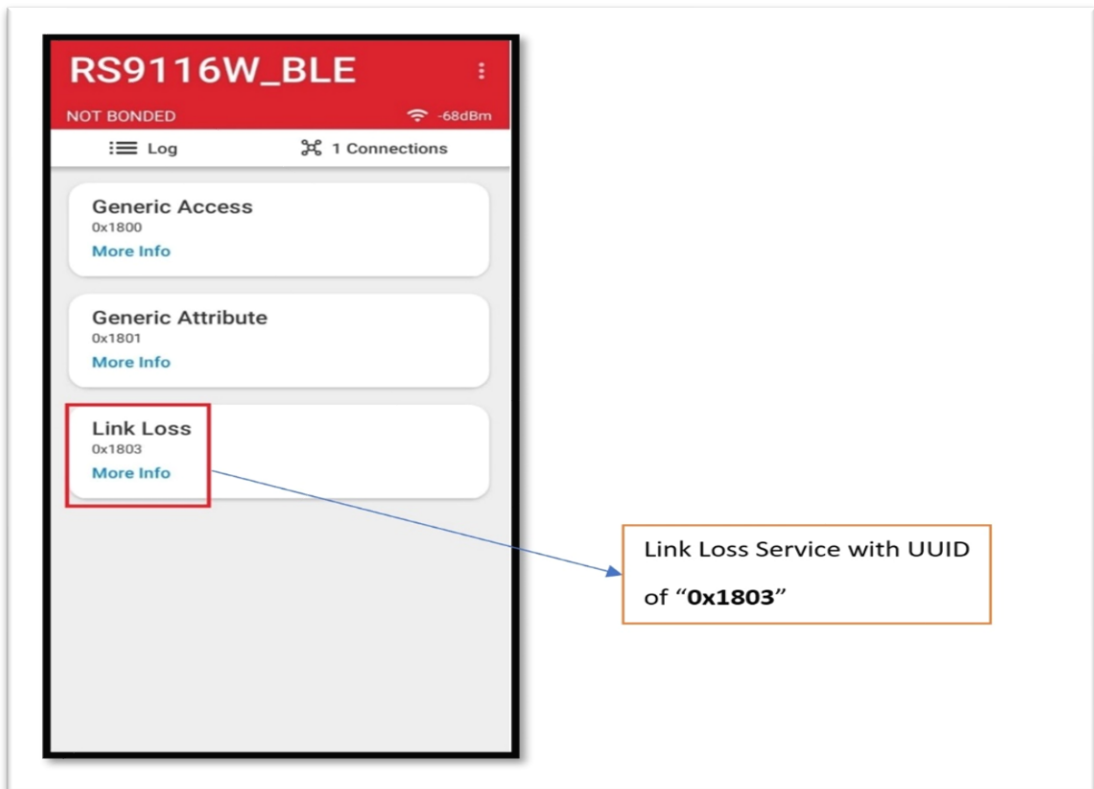 RS9116W_BLE
NOT BONDED
-68dBm
Log
1 Connections
Generic Access
0x1800
More Info
Generic Attribute
0x1801
More Info
Link Loss
0x1803
More Info
Link Loss Service with UUID
of “0x1803”